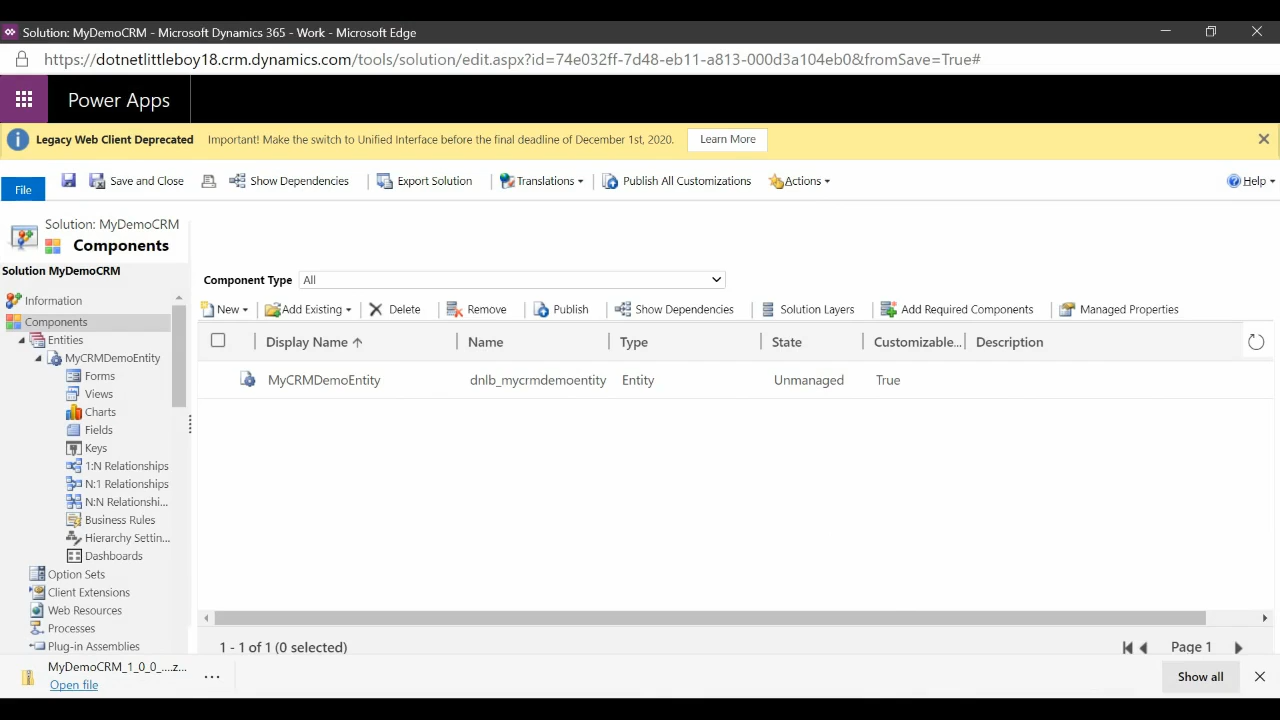 Solution: MyDemoCRM - Microsoft Dynamics 365 - Work - Microsoft Edge
https://dotnetlittleboy18.crm.dynamics.com/tools/solution/edit.aspx?id=74e032ff-7d48-eb11-a813-000d3a104eb0&fromSave=True#
Power Apps
Legacy Web Client Deprecated Important! Make the switch to Unified Interface before the final deadline of December 1st, 2020. Learn More
File Save and Close Show Dependencies Export Solution Translations Publish All Customizations Actions Help
Solution: MyDemoCRM
Components
Solution MyDemoCRM
Information
Components
Entities
MyCRMDemoEntity
Forms
Views
Charts
Fields
Keys
1:N Relationships
N:1 Relationships
N:N Relationshi...
Business Rules
Hierarchy Settin...
Dashboards
Option Sets
Client Extensions
Web Resources
Processes
Plug-in Assemblies
Component Type All
New Add Existing Delete Remove Publish Show Dependencies Solution Layers Add Required Components Managed Properties
Display Name Name Type State Customizable... Description
MyCRMDemoEntity dnlb_mycrmdemoentity Entity Unmanaged True
1 - 1 of 1 (0 selected) Page 1
MyDemoCRM_1_0_0_....z...
Open file
Show all